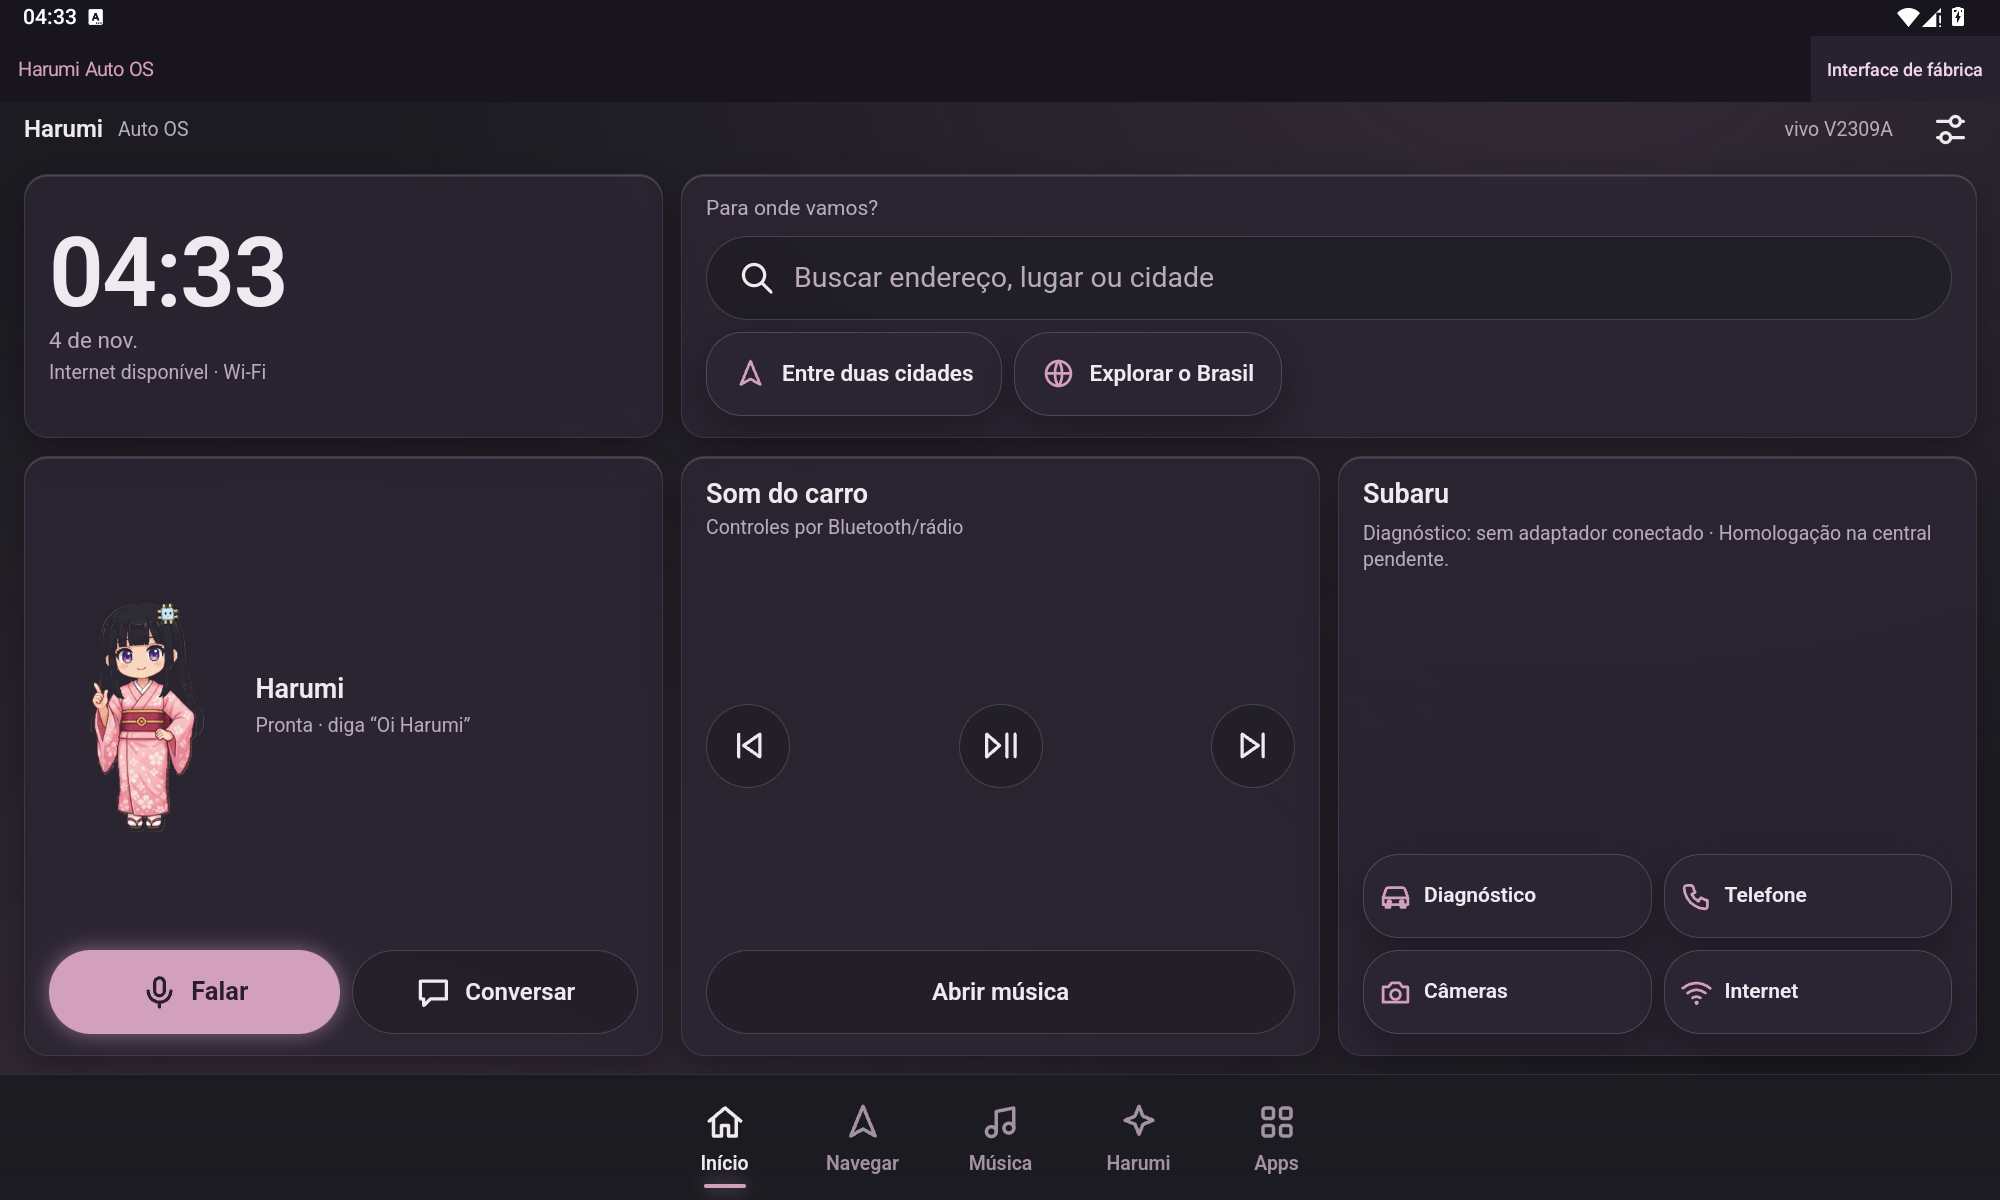 04:33
Harumi Auto OS
Interface de fábrica
Harumi Auto OS
vivo V2309A
04:33
4 de nov.
Internet disponível · Wi-Fi
Para onde vamos?
Buscar endereço, lugar ou cidade
Entre duas cidades
Explorar o Brasil
Harumi
Pronta · diga “Oi Harumi”
Falar
Conversar
Som do carro
Controles por Bluetooth/rádio
Abrir música
Subaru
Diagnóstico: sem adaptador conectado · Homologação na central
pendente.
Diagnóstico
Telefone
Câmeras
Internet
Início
Navegar
Música
Harumi
Apps